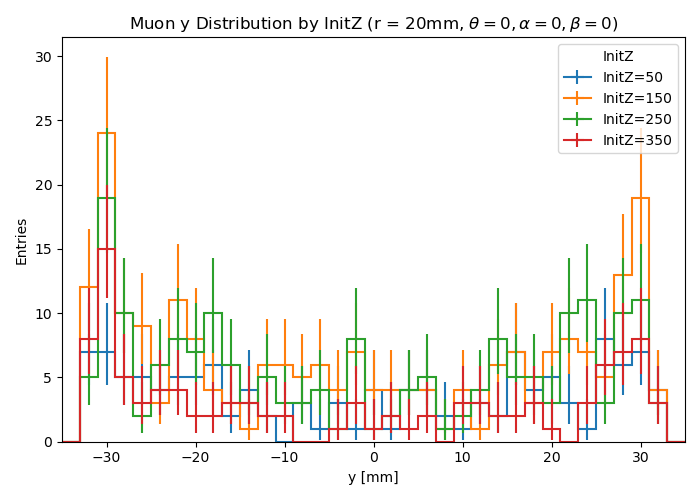 Muon y Distribution by InitZ (r = 20mm, θ = 0, α = 0, β = 0)
InitZ
InitZ=50
InitZ=150
InitZ=250
InitZ=350
Entries
30
25
20
15
10
5
0
−30 −20 −10 0 10 20 30
y [mm]